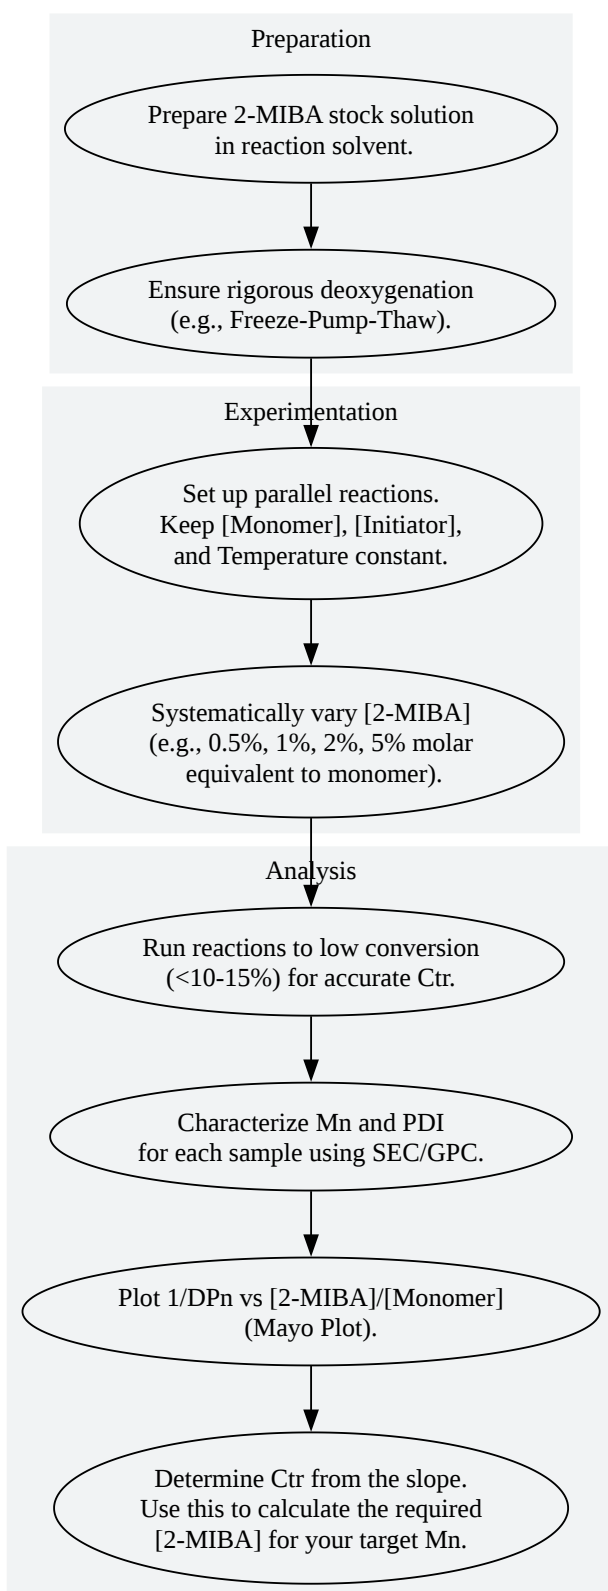 Preparation
Prepare 2-MIBA stock solution
in reaction solvent.
Ensure rigorous deoxygenation
(e.g., Freeze-Pump-Thaw).
Experimentation
Set up parallel reactions.
Keep [Monomer], [Initiator],
and Temperature constant.
Systematically vary [2-MIBA]
(e.g., 0.5%, 1%, 2%, 5% molar
equivalent to monomer).
Analysis
Run reactions to low conversion
(<10-15%) for accurate Ctr.
Characterize Mn and PDI
for each sample using SEC/GPC.
Plot 1/DPn vs [2-MIBA]/[Monomer]
(Mayo Plot).
Determine Ctr from the slope.
Use this to calculate the required
[2-MIBA] for your target Mn.